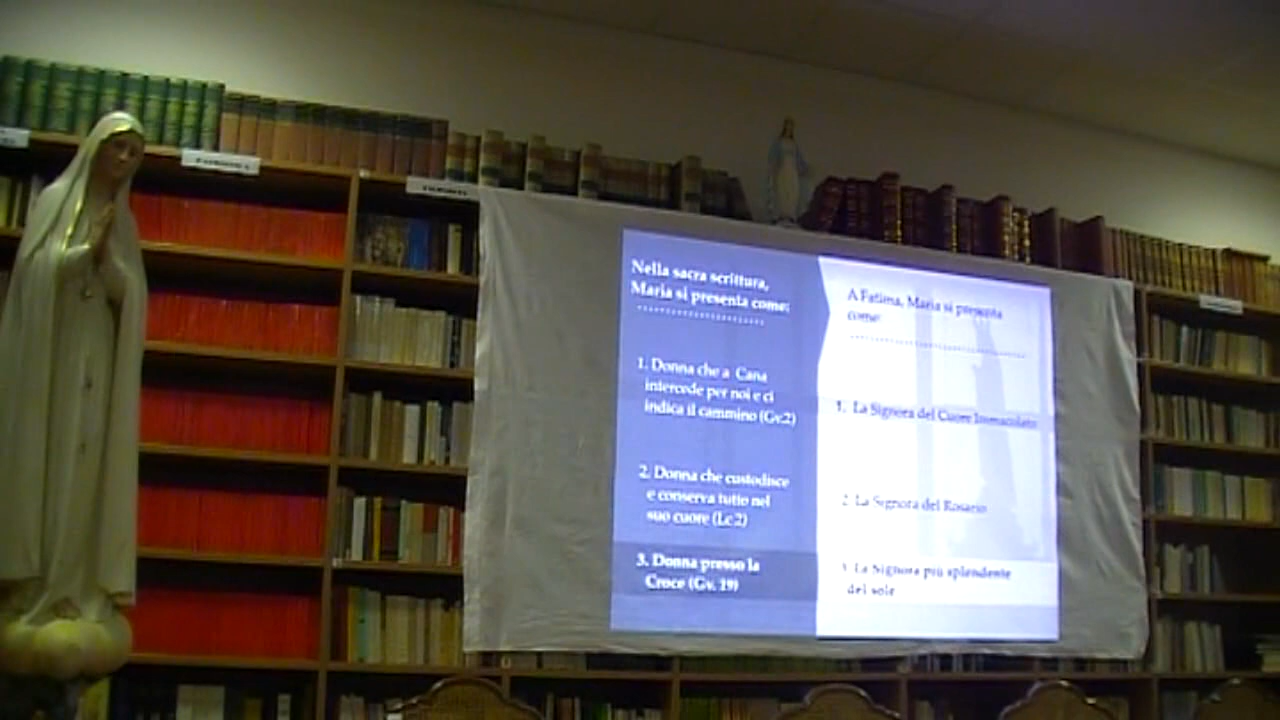 Nella sacra scrittura,
Maria si presenta come:
1. Donna che a Cana
intercede per noi e ci
indica il cammino (Gv.2)
2. Donna che custodisce
e conserva tutto nel
suo cuore (Lc 2)
3. Donna presso la
Croce (Gv. 19)
A Fatima, Maria si presenta
come:
1. La Signora del Cuore Immacolato
2. La Signora del Rosario
3. La Signora più splendente
del sole